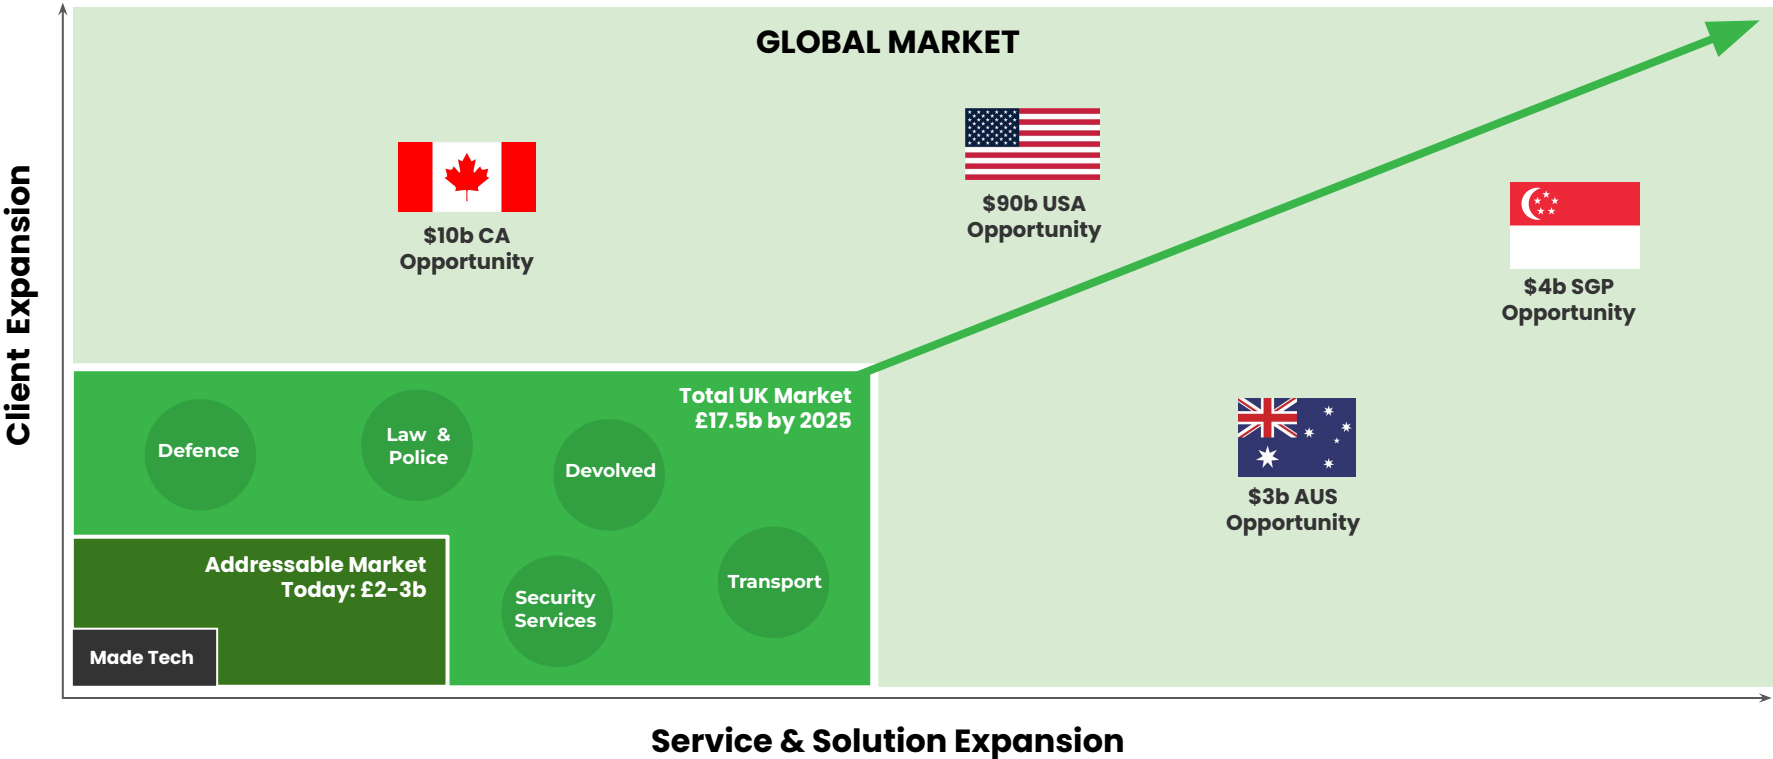 GLOBAL MARKET
$10b CA
Opportunity
$90b USA
Opportunity
$4b SGP
Opportunity
$3b AUS
Opportunity
Total UK Market
£17.5b by 2025
Defence
Law & 
Police
Devolved
Security
Services
Transport
Addressable Market
Today: £2-3b
Made Tech
Client Expansion
Service & Solution Expansion